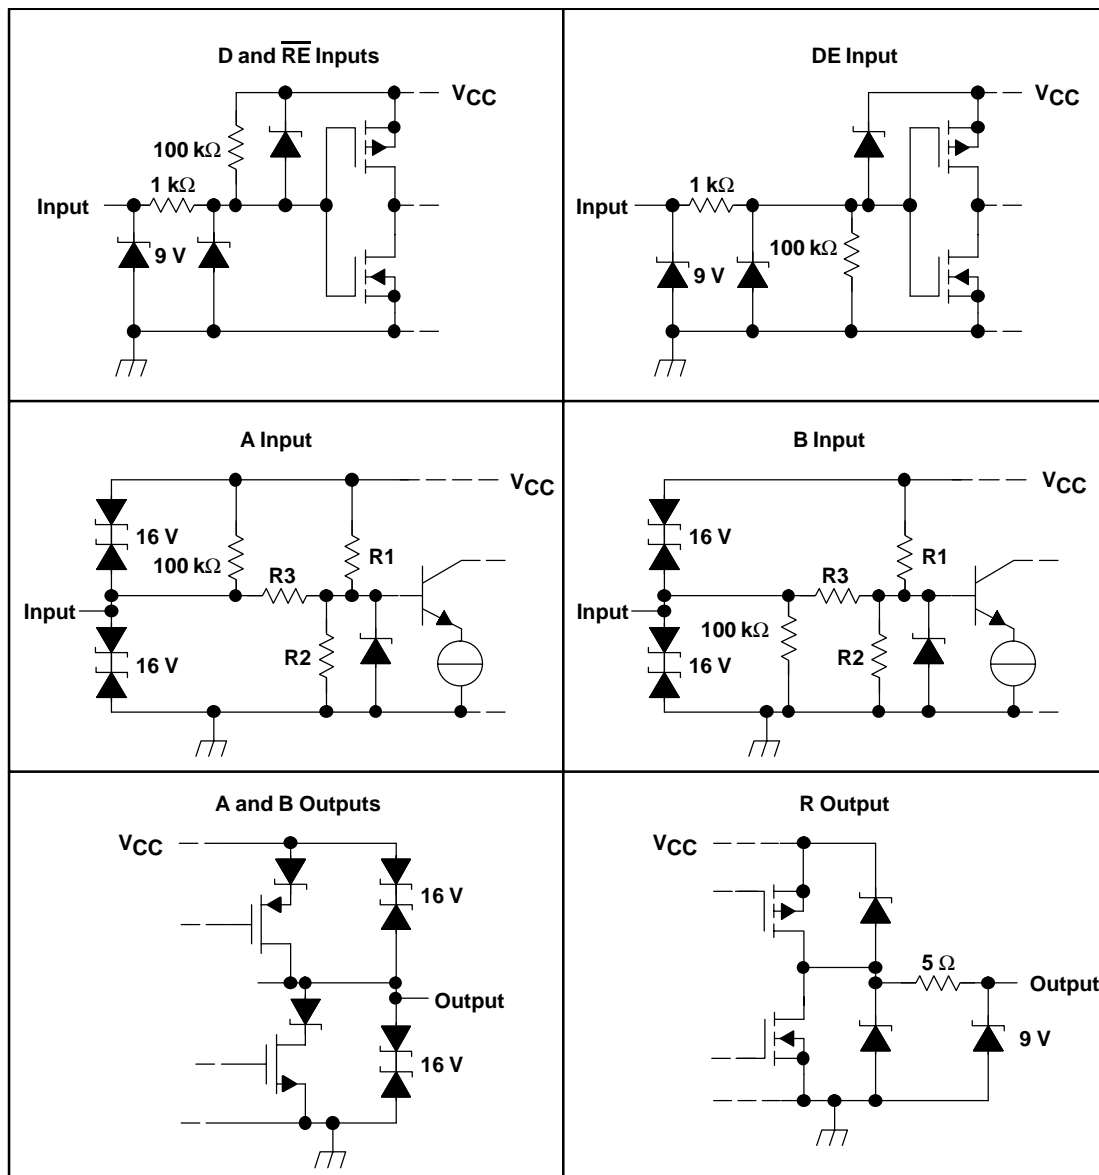 D and R̅E̅ Inputs
VCC
100 kΩ
1 kΩ
Input
9 V
DE Input
VCC
1 kΩ
Input
100 kΩ
9 V
A Input
VCC
16 V
100 kΩ
R1
R3
Input
16 V
R2
B Input
VCC
16 V
R1
R3
Input
100 kΩ
16 V
R2
A and B Outputs
VCC
16 V
Output
16 V
R Output
VCC
5 Ω
Output
9 V